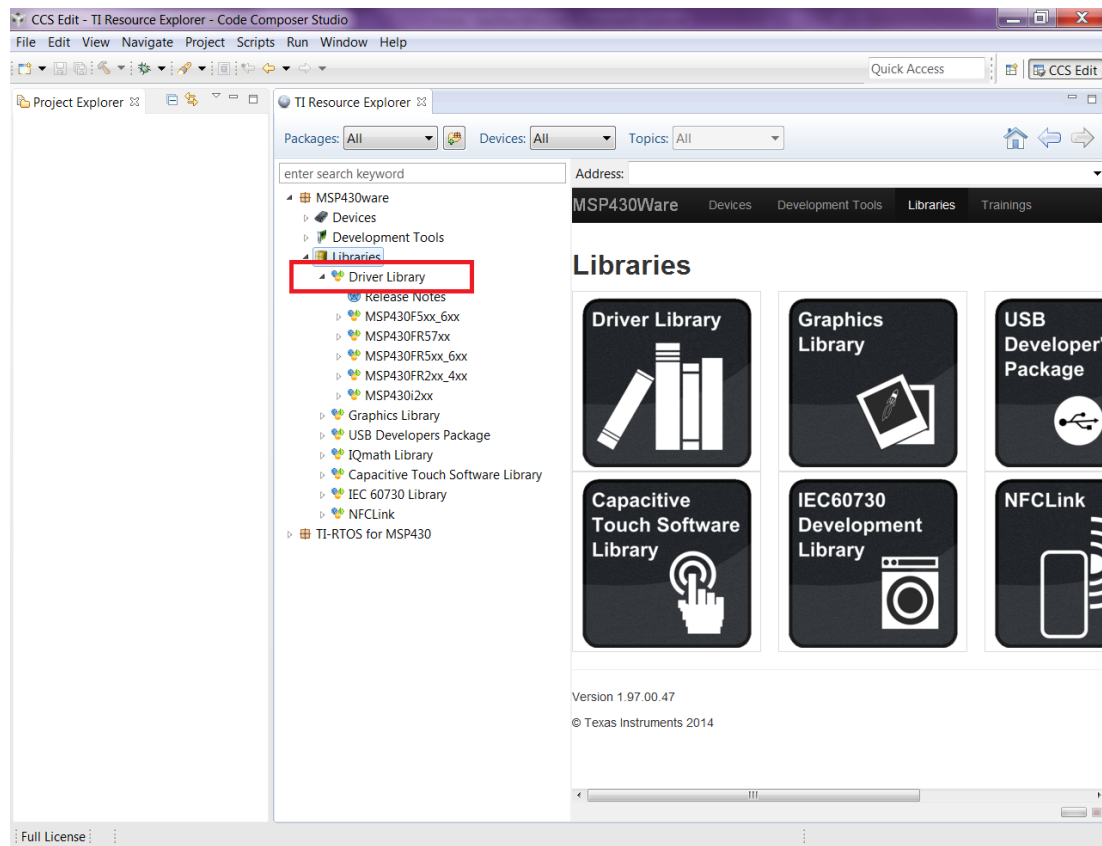 CCS Edit - TI Resource Explorer - Code Composer Studio
File Edit View Navigate Project Scripts Run Window Help
Quick Access
CCS Edit
Project Explorer
TI Resource Explorer
Packages: All
Devices: All
Topics: All
enter search keyword
Address:
MSP430ware
Devices
Development Tools
Libraries
Driver Library
Release Notes
MSP430F5xx_6xx
MSP430FR57xx
MSP430FR5xx_6xx
MSP430FR2xx_4xx
MSP430i2xx
Graphics Library
USB Developers Package
IQmath Library
Capacitive Touch Software Library
IEC 60730 Library
NFCLink
TI-RTOS for MSP430
MSP430Ware Devices Development Tools Libraries Trainings
Libraries
Driver Library
Graphics
Library
USB
Developer'
Package
Capacitive
Touch Software
Library
IEC60730
Development
Library
NFCLink
Version 1.97.00.47
© Texas Instruments 2014
Full License